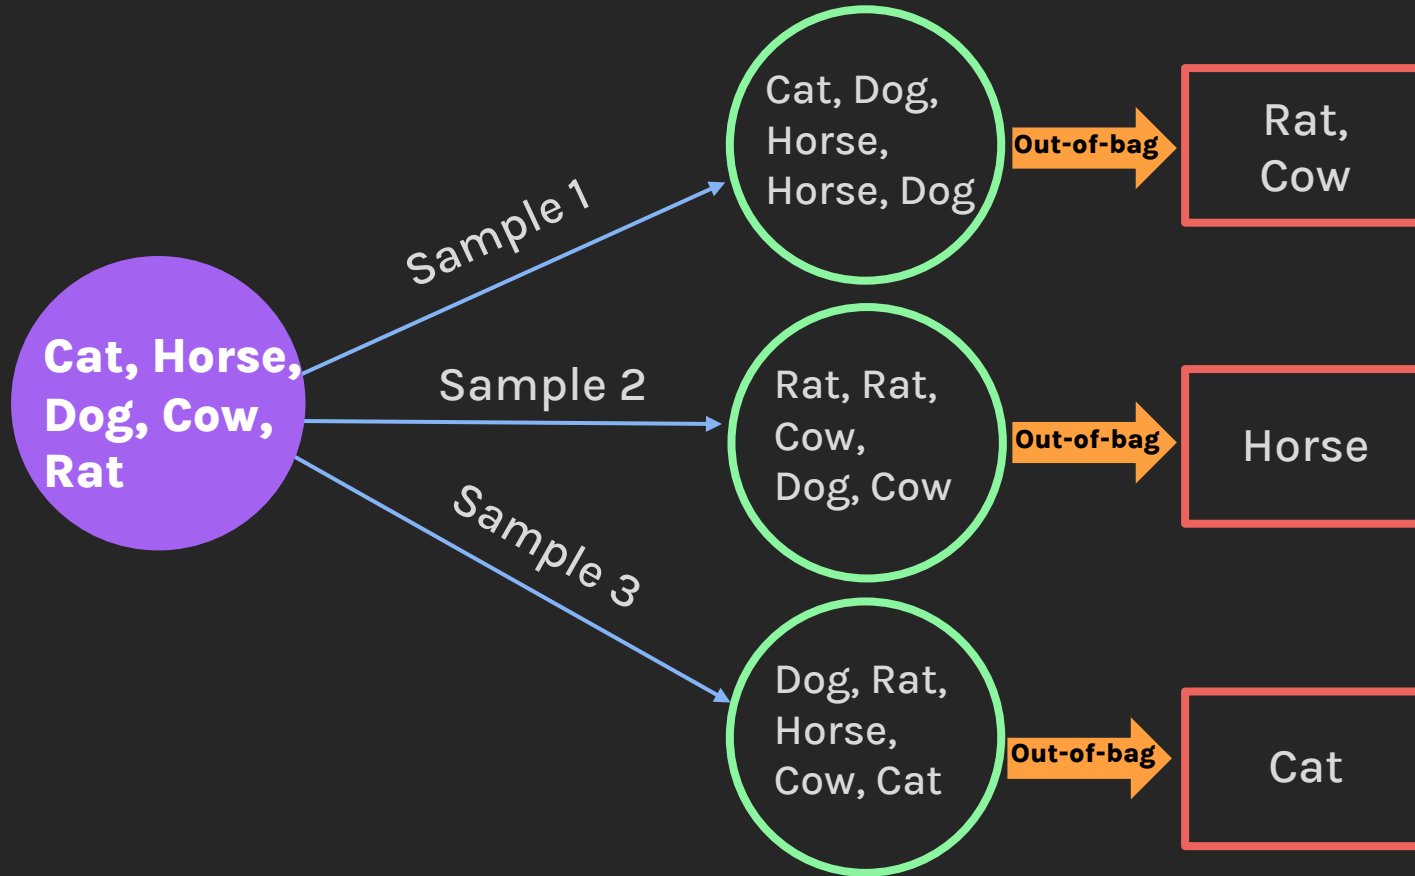 Cat, Dog,
Horse,
Horse, Dog
Out-of-bag
Rat,
Cow
Sample 1
Cat, Horse,
Dog, Cow,
Rat
Sample 2
Rat, Rat,
Cow,
Dog, Cow
Out-of-bag
Horse
Sample 3
Dog, Rat,
Horse,
Cow, Cat
Out-of-bag
Cat